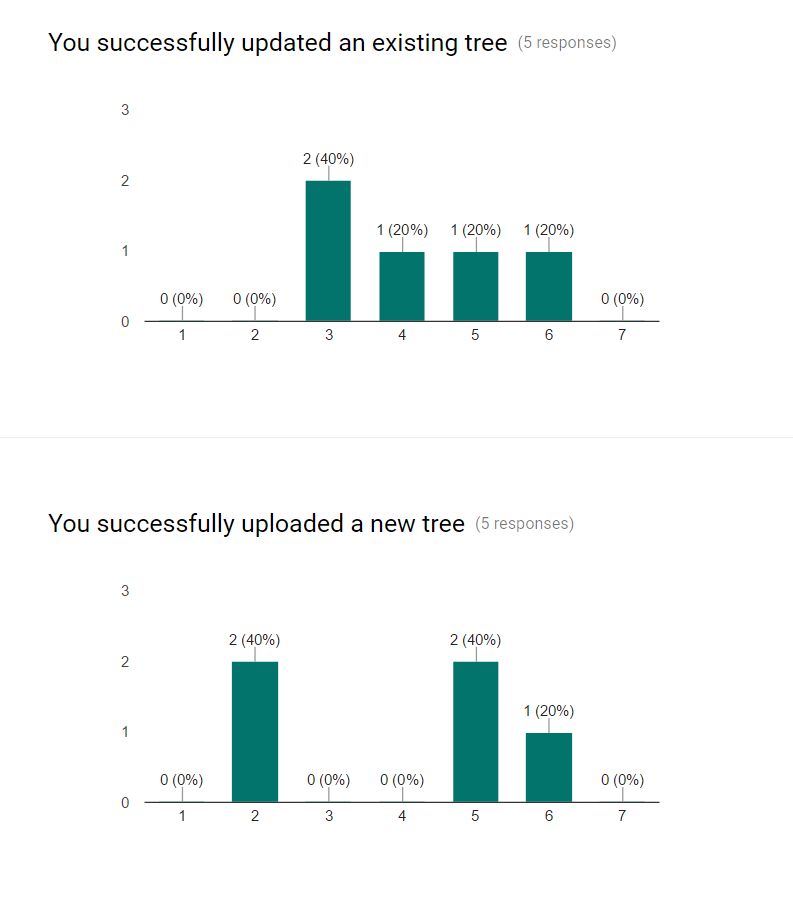 You successfully updated an existing tree (5 responses)
3
2 (40%)
2
1 (20%) 1 (20%) 1 (20%)
1
0 (0%) 0 (0%) 0 (0%)
0
1 2 3 4 5 6 7
You successfully uploaded a new tree (5 responses)
3
2 (40%) 2 (40%)
2
1 (20%)
1
0 (0%) 0 (0%) 0 (0%) 0 (0%)
0
1 2 3 4 5 6 7